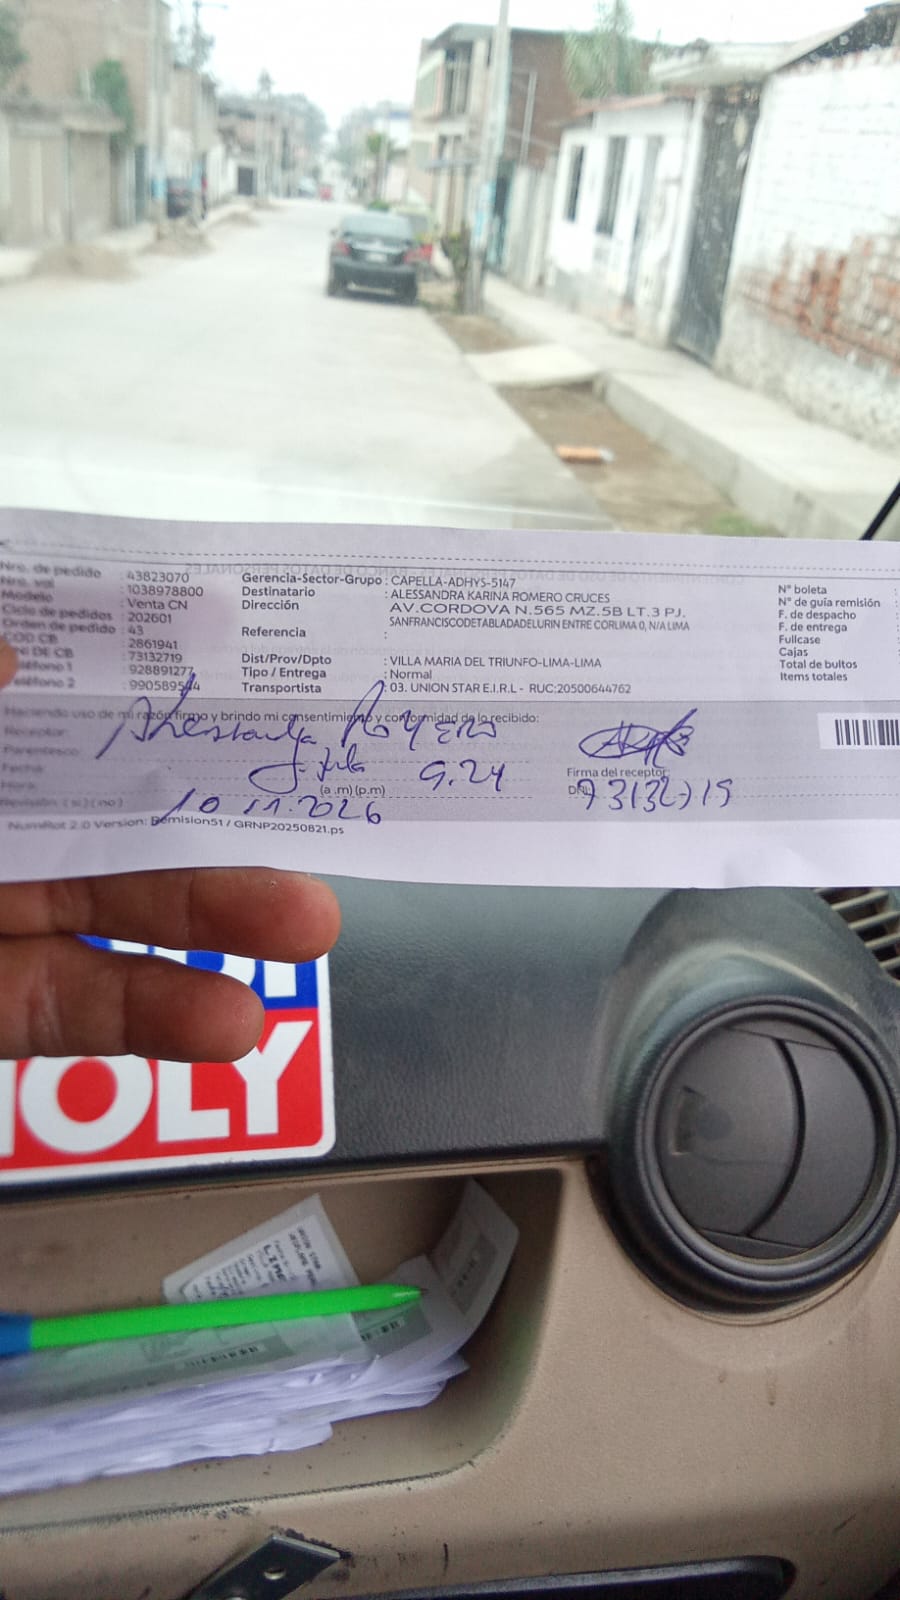 Nro. de pedido : 43823070
Nro. vol : 1038978800
Modelo : Venta CN
Ciclo de pedidos : 202601
Orden de pedido : 43
COD CB : 2861941
DNI DE CB : 73132719
Teléfono 1 : 928891277
Teléfono 2 : 990589544
Gerencia-Sector-Grupo : CAPELLA-ADHYS-5147
Destinatario : ALESSANDRA KARINA ROMERO CRUCES
Dirección : AV.CORDOVA N.565 MZ.5B LT.3 PJ.
SANFRANCISCODETABLADADELURIN ENTRE CORLIMA 0, N/A LIMA
Referencia :
Dist/Prov/Dpto : VILLA MARIA DEL TRIUNFO-LIMA-LIMA
Tipo / Entrega : Normal
Transportista : 03. UNION STAR E.I.R.L - RUC:20500644762
N° boleta :
N° de guía remisión :
F. de despacho :
F. de entrega :
Fullcase :
Cajas :
Total de bultos :
Items totales :
Haciendo uso de mi razón firmo y brindo mi consentimiento y conformidad de lo recibido:
Receptor:
Parentesco:
Fecha:
Hora: (a.m) (p.m)
Revisión ( si ) ( no )
9.24
Firma del receptor:
DNI: 73132719
10 2026
NumRot 2.0 Version: Demision51 / GRNP20250821.ps
MOLY